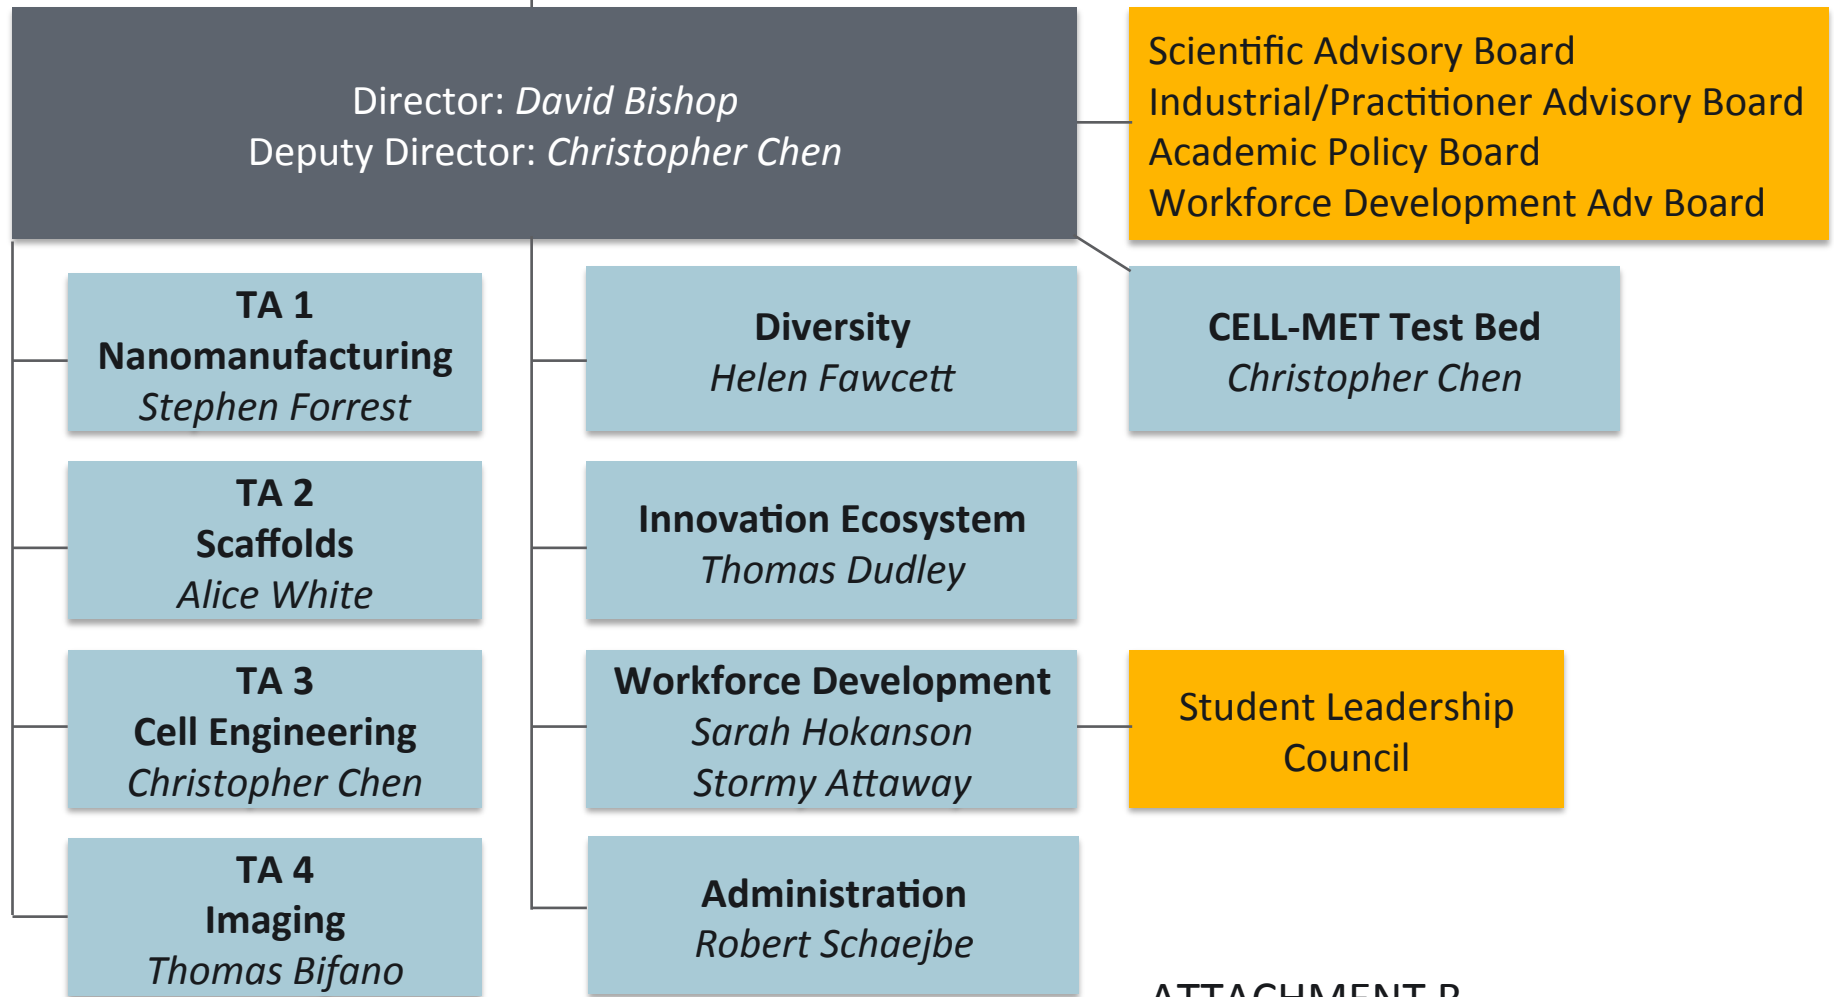 Director: David Bishop
Deputy Director: Christopher Chen
Scientific Advisory Board
Industrial/Practitioner Advisory Board
Academic Policy Board
Workforce Development Adv Board
TA 1
Nanomanufacturing
Stephen Forrest
TA 2
Scaffolds
Alice White
TA 3
Cell Engineering
Christopher Chen
TA 4
Imaging
Thomas Bifano
Diversity
Helen Fawcett
Innovation Ecosystem
Thomas Dudley
Workforce Development
Sarah Hokanson
Stormy Attaway
Administration
Robert Schaejbe
CELL-MET Test Bed
Christopher Chen
Student Leadership
Council
ATTACHMENT